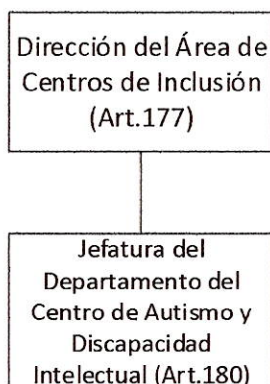 Dirección del Área de
Centros de Inclusión
(Art.177)
Jefatura del
Departamento del
Centro de Autismo y
Discapacidad
Intelectual (Art.180)